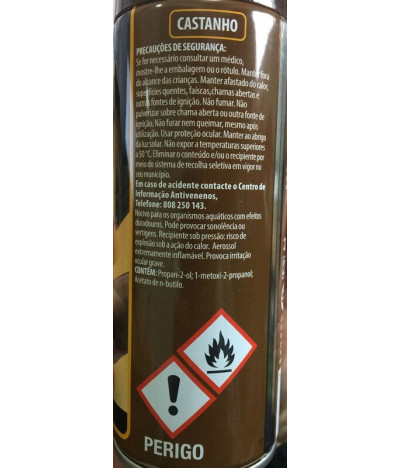 CASTANHO
PRECAUÇÕES DE SEGURANÇA:
Se for necessário consultar um médico,
mostre-lhe a embalagem ou o rótulo. Manter fora
do alcance das crianças. Manter afastado do calor,
superfícies quentes, faíscas,chamas abertas e
outras fontes de ignição. Não fumar. Não
pulverizar sobre chama aberta ou outra fonte de
ignição. Não furar nem queimar, mesmo após
utilização. Usar proteção ocular. Manter ao abrigo
da luz solar. Não expor a temperaturas superiores
a 50 °C. Eliminar o conteúdo e/ou o recipiente por
meio do sistema de recolha seletiva em vigor no
seu município.
Em caso de acidente contacte o Centro de
Informação Antivenenos,
Telefone: 808 250 143.
Nocivo para os organismos aquáticos com efeitos
duradouros. Pode provocar sonolência ou
vertigens. Recipiente sob pressão: risco de
explosão sob a ação do calor. Aerossol
extremamente inflamável. Provoca irritação
ocular grave.
CONTÉM: Propan-2-ol; 1-metoxi-2-propanol;
Acetato de n-butilo.
PERIGO